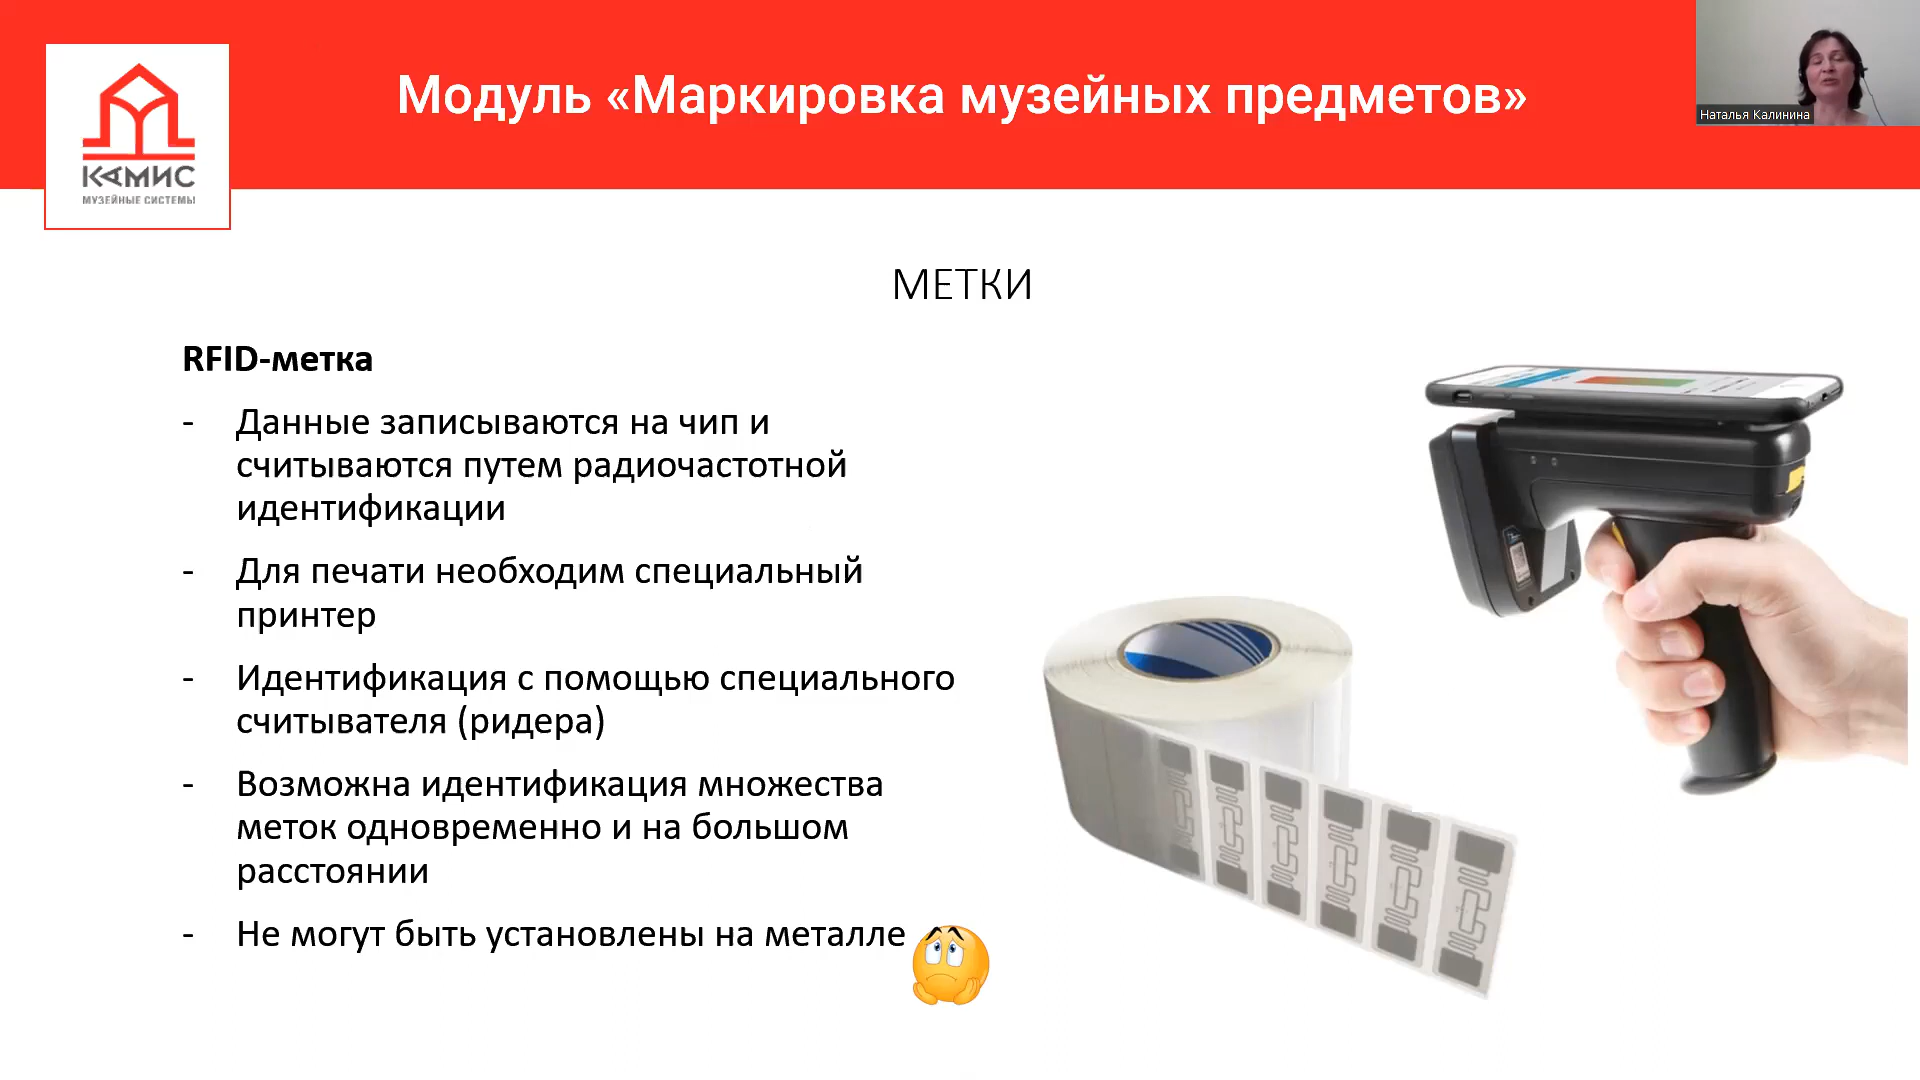 Модуль «Маркировка музейных предметов»
Наталья Калинина
КАМИС
МУЗЕЙНЫЕ СИСТЕМЫ
МЕТКИ
RFID-метка
- Данные записываются на чип и
считываются путем радиочастотной
идентификации
- Для печати необходим специальный
принтер
- Идентификация с помощью специального
считывателя (ридера)
- Возможна идентификация множества
меток одновременно и на большом
расстоянии
- Не могут быть установлены на металле